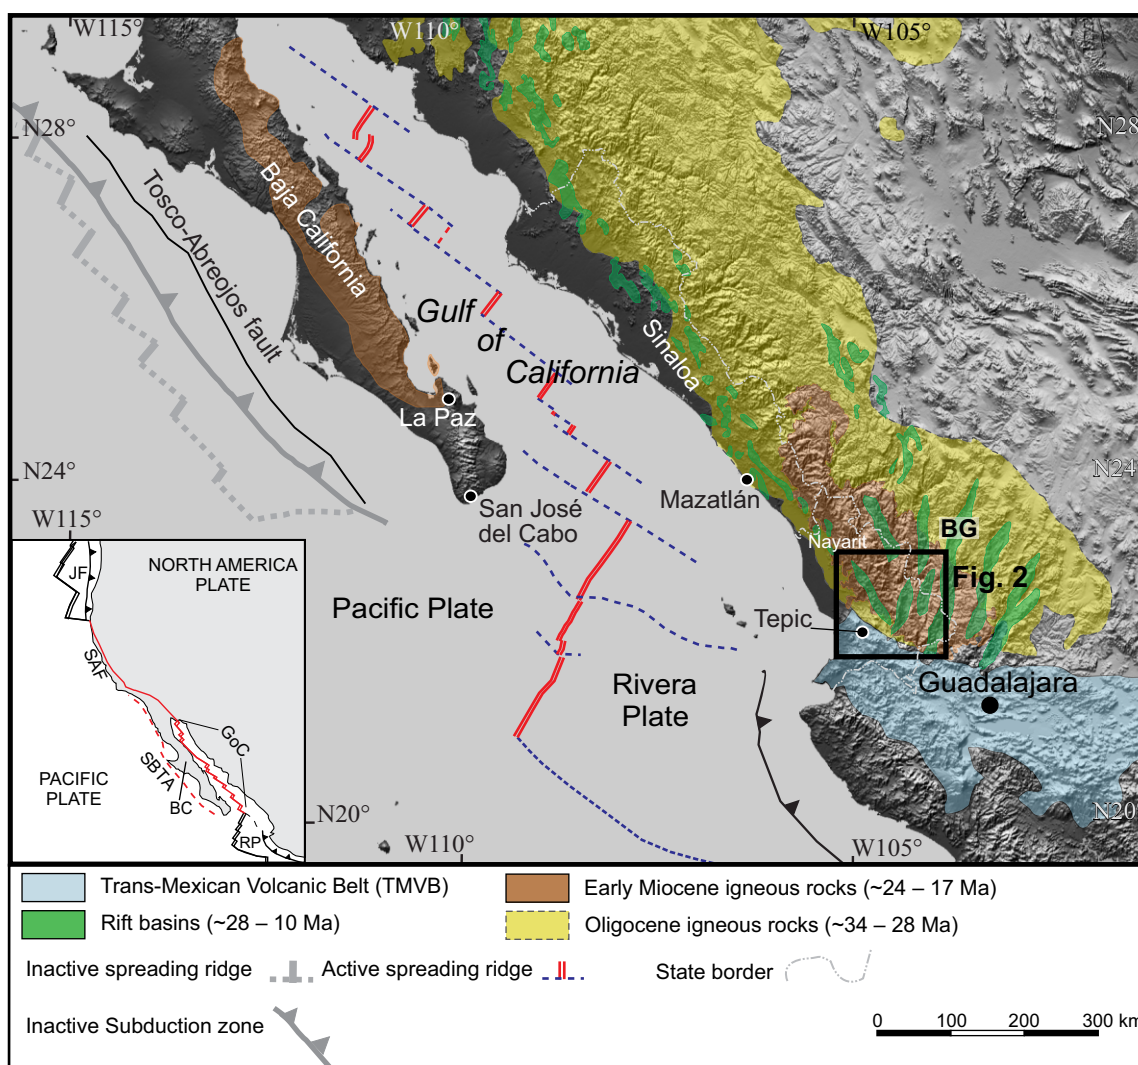 W115°
W110°
W105°
N28°
N28
Tosco-Abreojos fault
Baja California
Gulf
of
California
Sinaloa
La Paz
N24°
N24
W115°
San José
del Cabo
Mazatlán
Nayarit
BG
Fig. 2
Tepic
Pacific Plate
Rivera
Plate
Guadalajara
N20°
N20°
W110°
W105°
JF
NORTH AMERICA
PLATE
SAF
GoC
SBTA
PACIFIC
PLATE
BC
RP
Trans-Mexican Volcanic Belt (TMVB)
Early Miocene igneous rocks (~24 – 17 Ma)
Rift basins (~28 – 10 Ma)
Oligocene igneous rocks (~34 – 28 Ma)
Inactive spreading ridge
Active spreading ridge
State border
Inactive Subduction zone
0 100 200 300 km